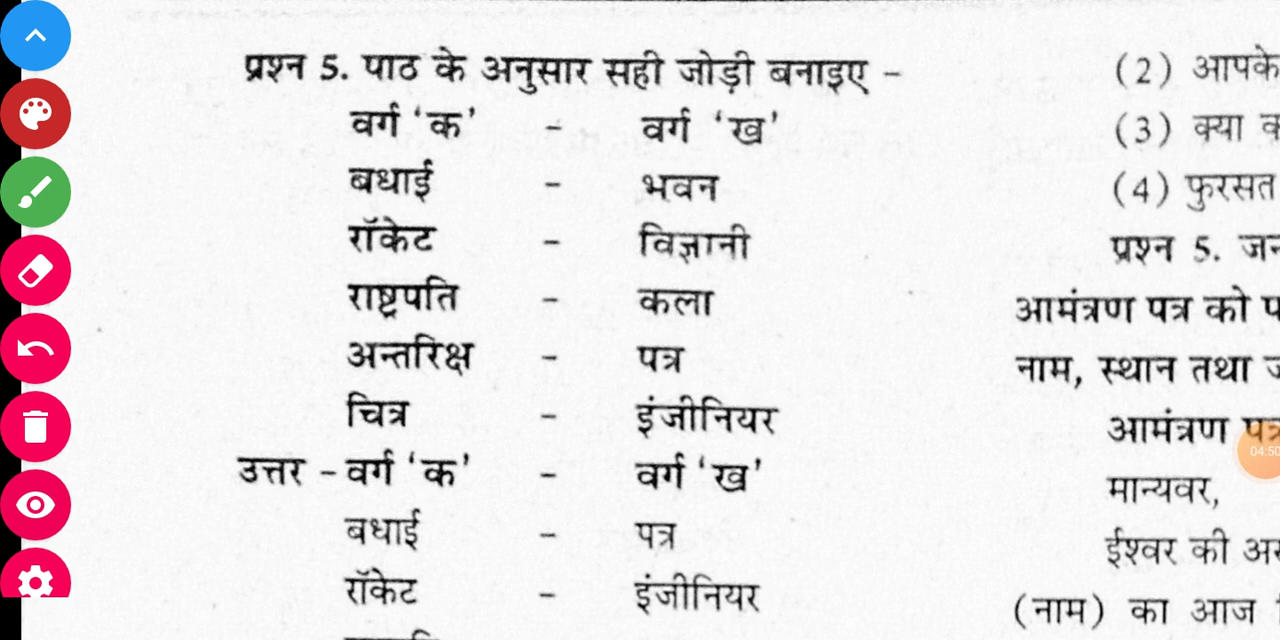 प्रश्न 5. पाठ के अनुसार सही जोड़ी बनाइए -
वर्ग 'क' - वर्ग 'ख'
बधाई - भवन
रॉकेट - विज्ञानी
राष्ट्रपति - कला
अन्तरिक्ष - पत्र
चित्र - इंजीनियर
उत्तर - वर्ग 'क' - वर्ग 'ख'
बधाई - पत्र
रॉकेट - इंजीनियर
(2) आपके
(3) क्या
(4) फुरसत
प्रश्न 5.
आमंत्रण पत्र को
नाम, स्थान तथा
आमंत्रण
मान्यवर,
ईश्वर की
(नाम) का आज
04:50